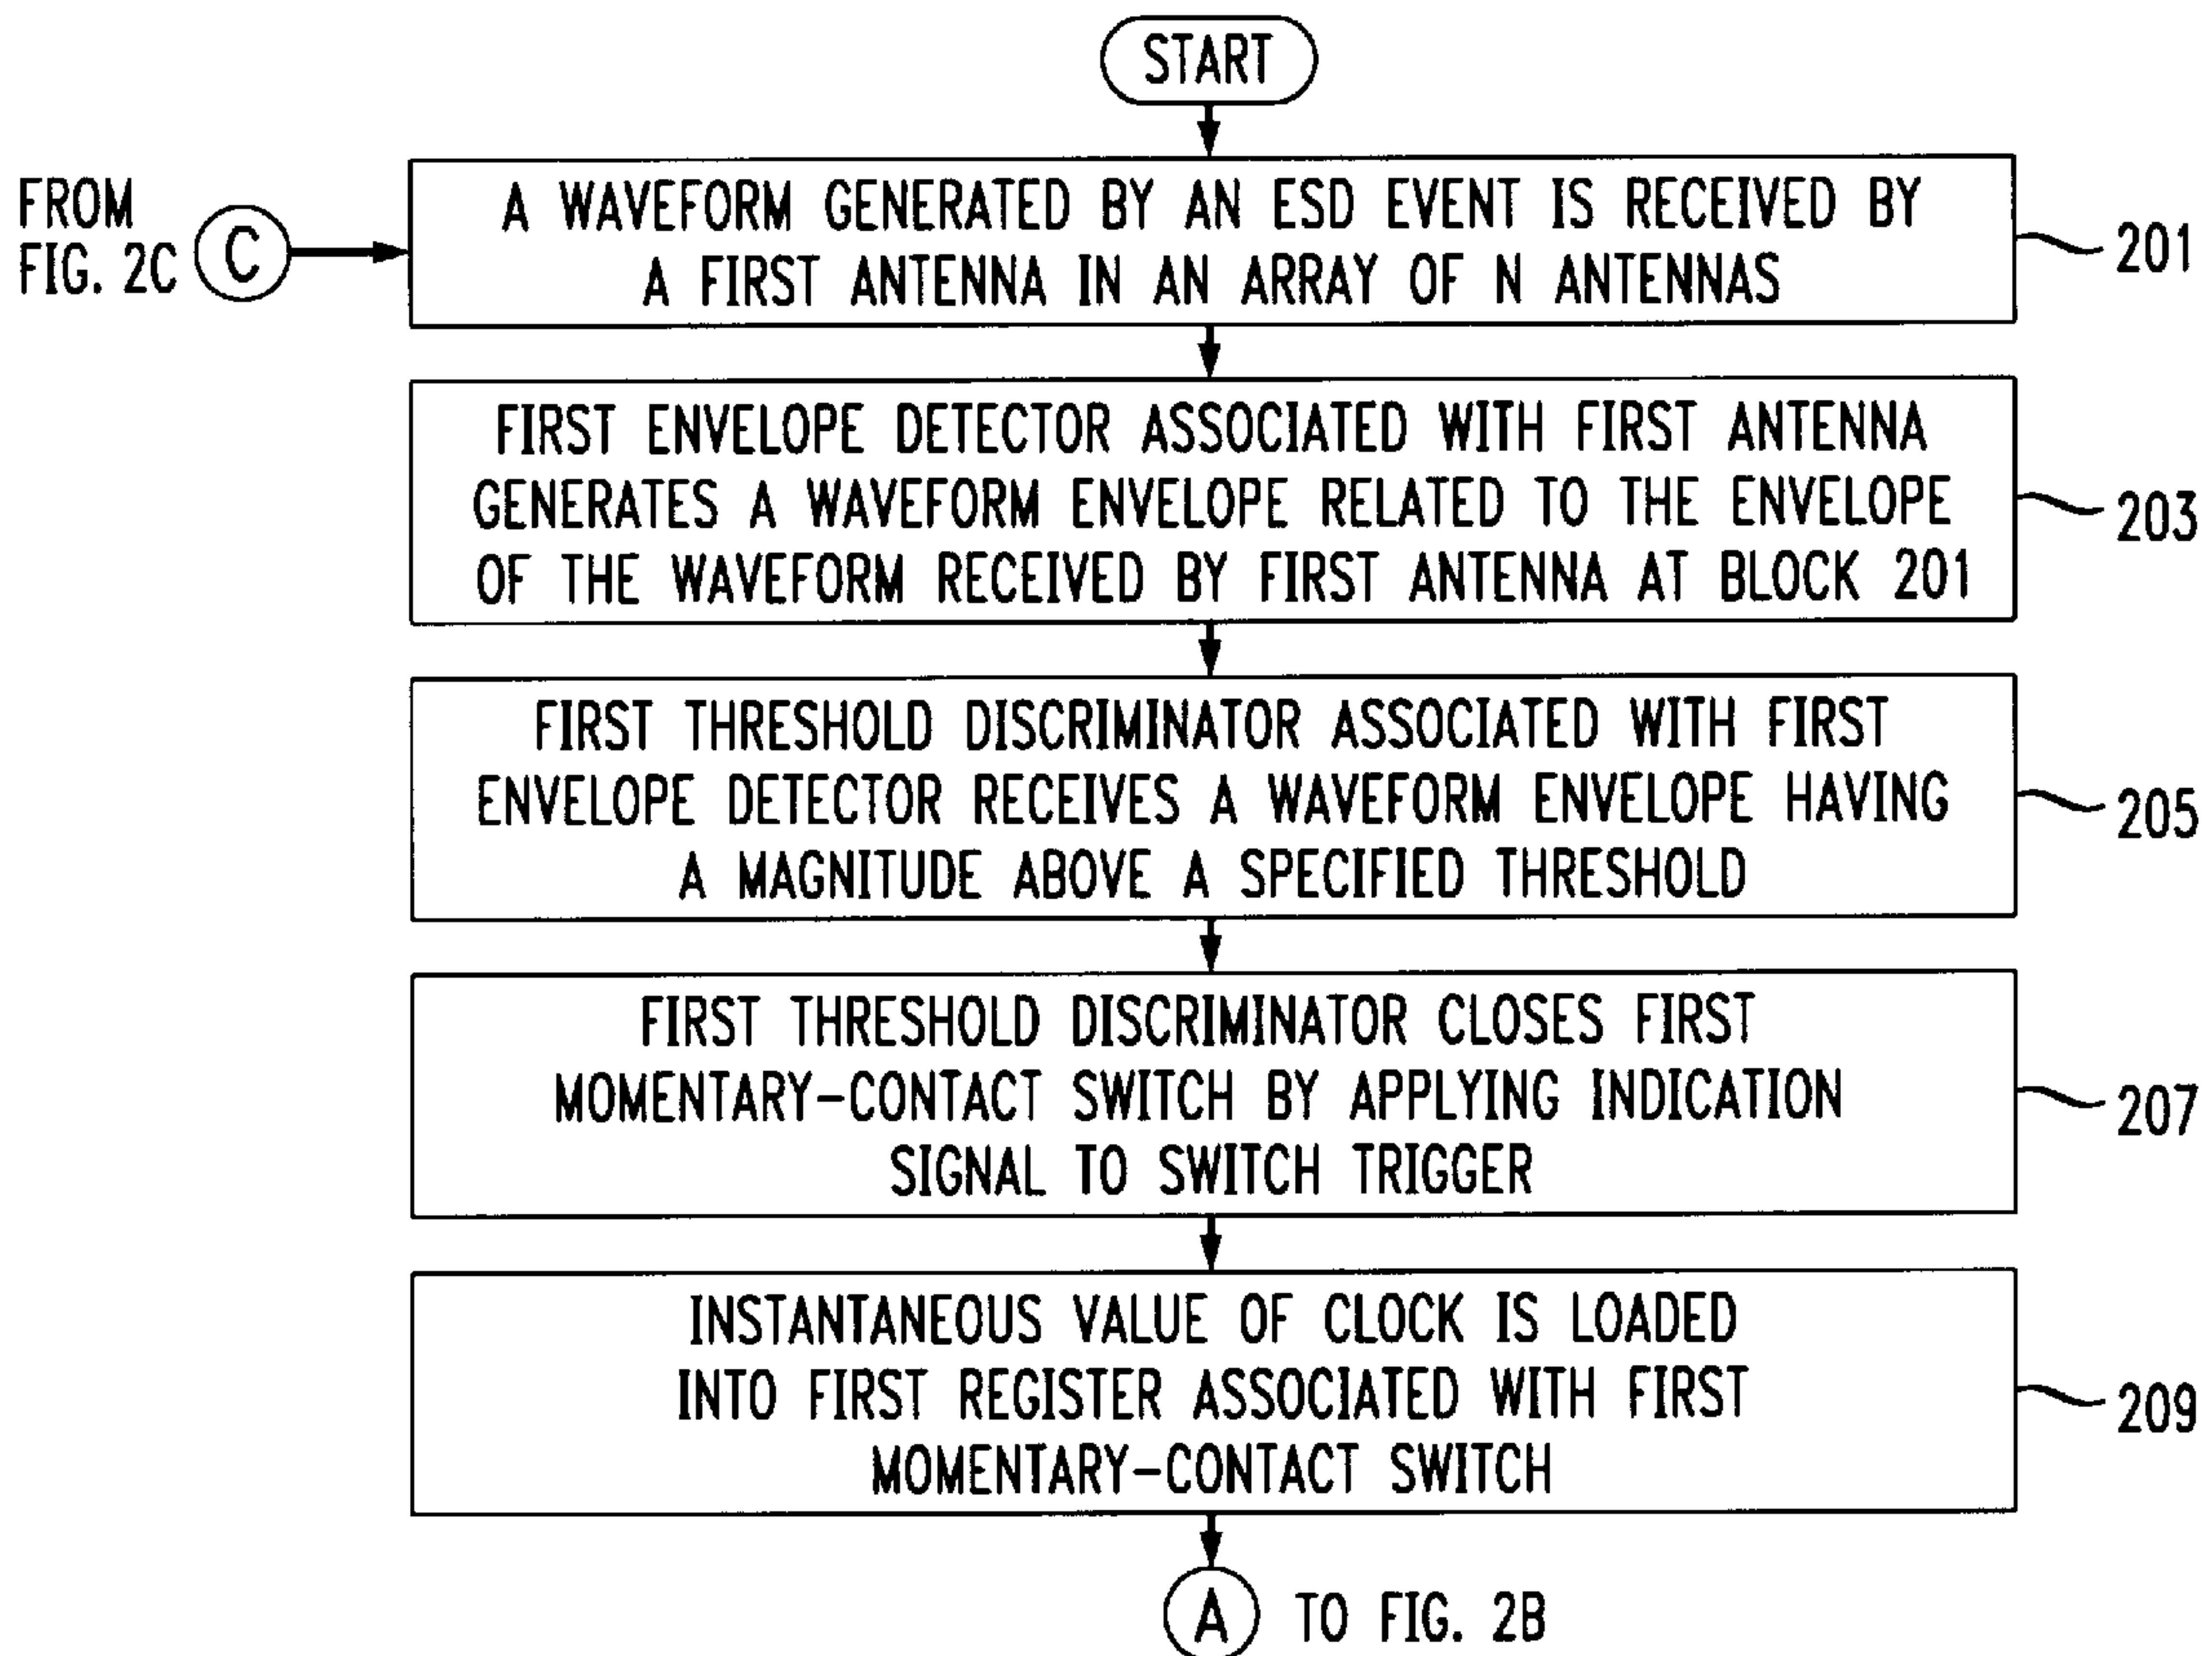 START
FROM
FIG. 2C
C
A WAVEFORM GENERATED BY AN ESD EVENT IS RECEIVED BY
A FIRST ANTENNA IN AN ARRAY OF N ANTENNAS
201
FIRST ENVELOPE DETECTOR ASSOCIATED WITH FIRST ANTENNA
GENERATES A WAVEFORM ENVELOPE RELATED TO THE ENVELOPE
OF THE WAVEFORM RECEIVED BY FIRST ANTENNA AT BLOCK 201
203
FIRST THRESHOLD DISCRIMINATOR ASSOCIATED WITH FIRST
ENVELOPE DETECTOR RECEIVES A WAVEFORM ENVELOPE HAVING
A MAGNITUDE ABOVE A SPECIFIED THRESHOLD
205
FIRST THRESHOLD DISCRIMINATOR CLOSES FIRST
MOMENTARY-CONTACT SWITCH BY APPLYING INDICATION
SIGNAL TO SWITCH TRIGGER
207
INSTANTANEOUS VALUE OF CLOCK IS LOADED
INTO FIRST REGISTER ASSOCIATED WITH FIRST
MOMENTARY-CONTACT SWITCH
209
A
TO FIG. 2B